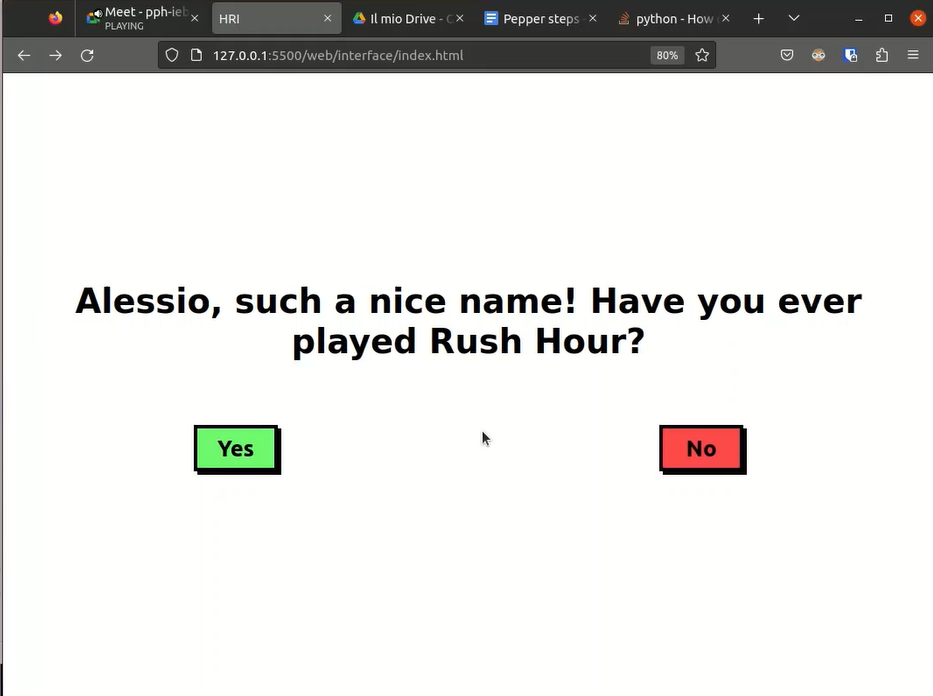 Meet - pph-ieb
PLAYING
HRI
Il mio Drive - G
Pepper steps -
python - How
127.0.0.1:5500/web/interface/index.html
80%
Alessio, such a nice name! Have you ever
played Rush Hour?
Yes
No